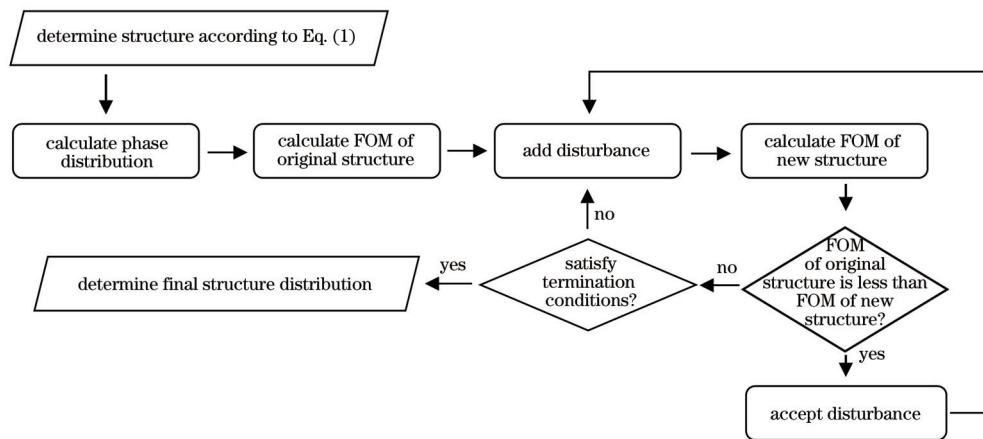 determine structure according to Eq. (1)
calculate phase
distribution
calculate FOM of
original structure
add disturbance
calculate FOM of
new structure
no
FOM
of original
structure is less than
FOM of new
structure?
no
satisfy
termination
conditions?
yes
determine final structure distribution
yes
accept disturbance